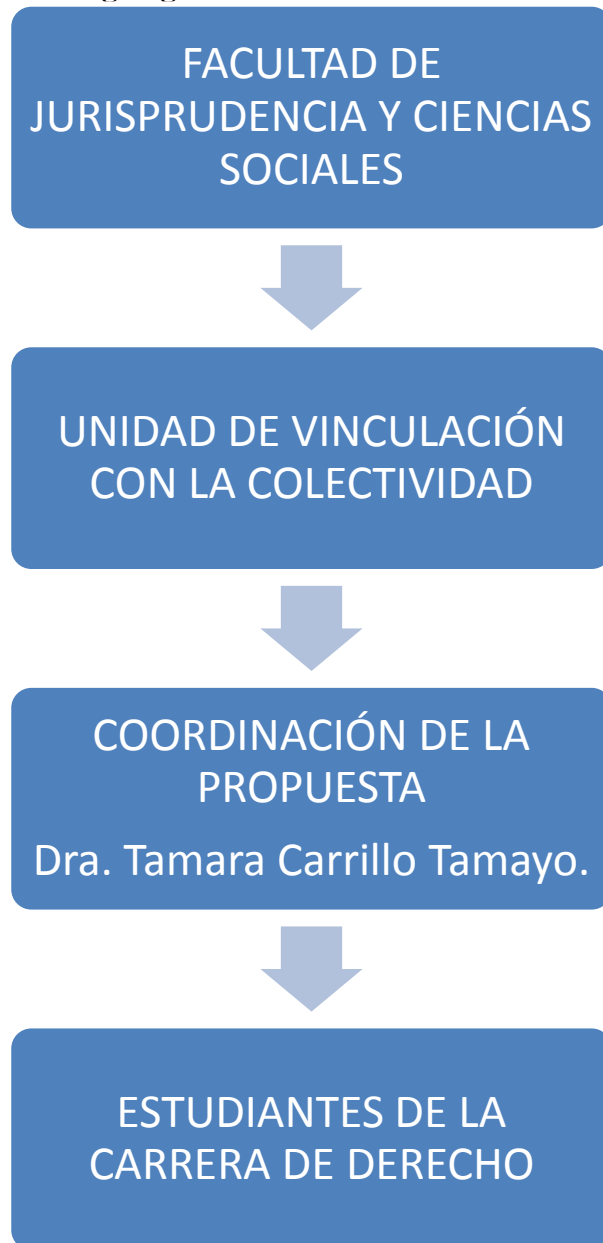 FACULTAD DE
JURISPRUDENCIA Y CIENCIAS
SOCIALES
UNIDAD DE VINCULACIÓN
CON LA COLECTIVIDAD
COORDINACIÓN DE LA
PROPUESTA
Dra. Tamara Carrillo Tamayo.
ESTUDIANTES DE LA
CARRERA DE DERECHO